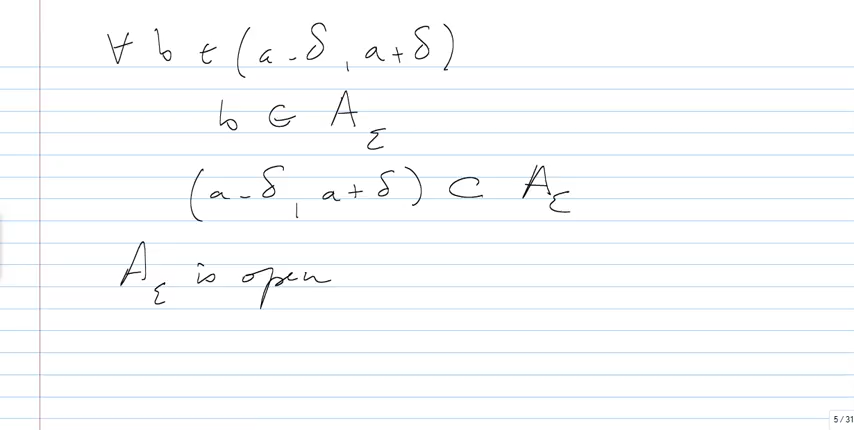 ∀ b ∈ (a - δ, a + δ)
b ∈ A_ε
(a - δ, a + δ) ⊂ A_ε
A_ε is open
5 / 31